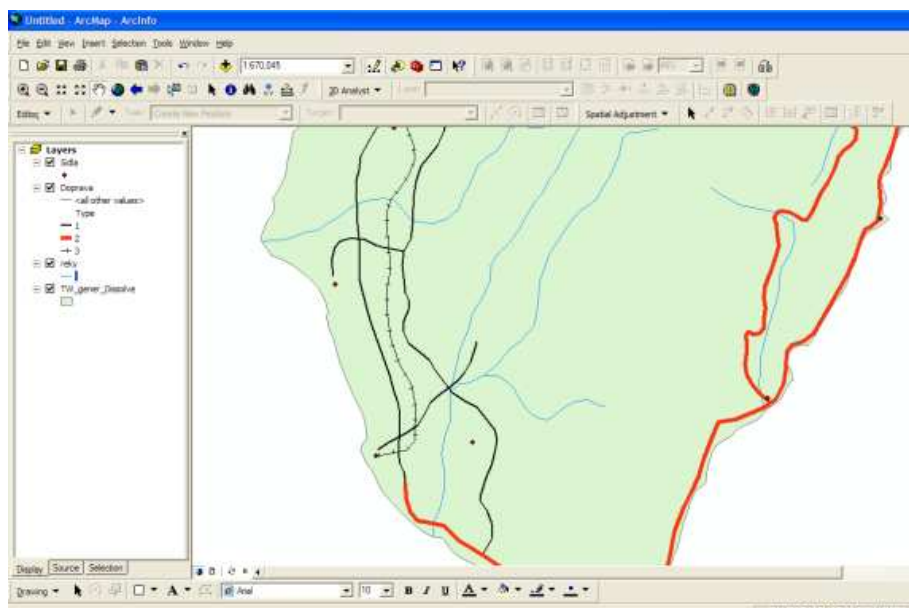 Untitled - ArcMap - ArcInfo
File Edit View Insert Selection Tools Window Help
1:670,045
3D Analyst Layer:
Editor Task: Create New Feature Target: Spatial Adjustment
Layers
Sidla
Doprava
<all other values>
Type
1
2
3
reky
TW_gener_Dissolve
Display Source Selection
Drawing A Arial 10 B I U A